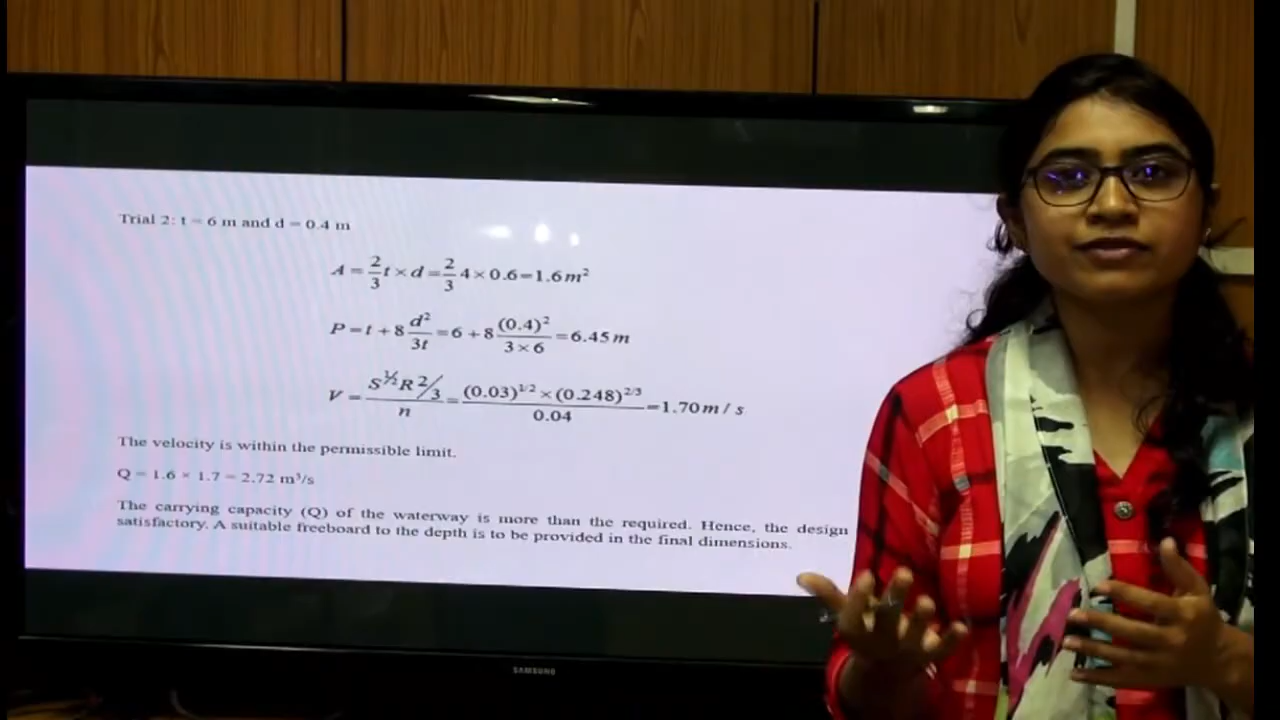 Trial 2: t = 6 m and d = 0.4 m
A = 2/3 t × d = 2/3 4 × 0.6 = 1.6 m²
P = t + 8 d²/3t = 6 + 8 (0.4)²/3 × 6 = 6.45 m
V = S^½ R^2/3 / n = (0.03)^1/2 × (0.248)^2/3 / 0.04 = 1.70 m / s
The velocity is within the permissible limit.
Q = 1.6 × 1.7 = 2.72 m³/s
The carrying capacity (Q) of the waterway is more than the required. Hence, the design
satisfactory. A suitable freeboard to the depth is to be provided in the final dimensions.
SAMSUNG